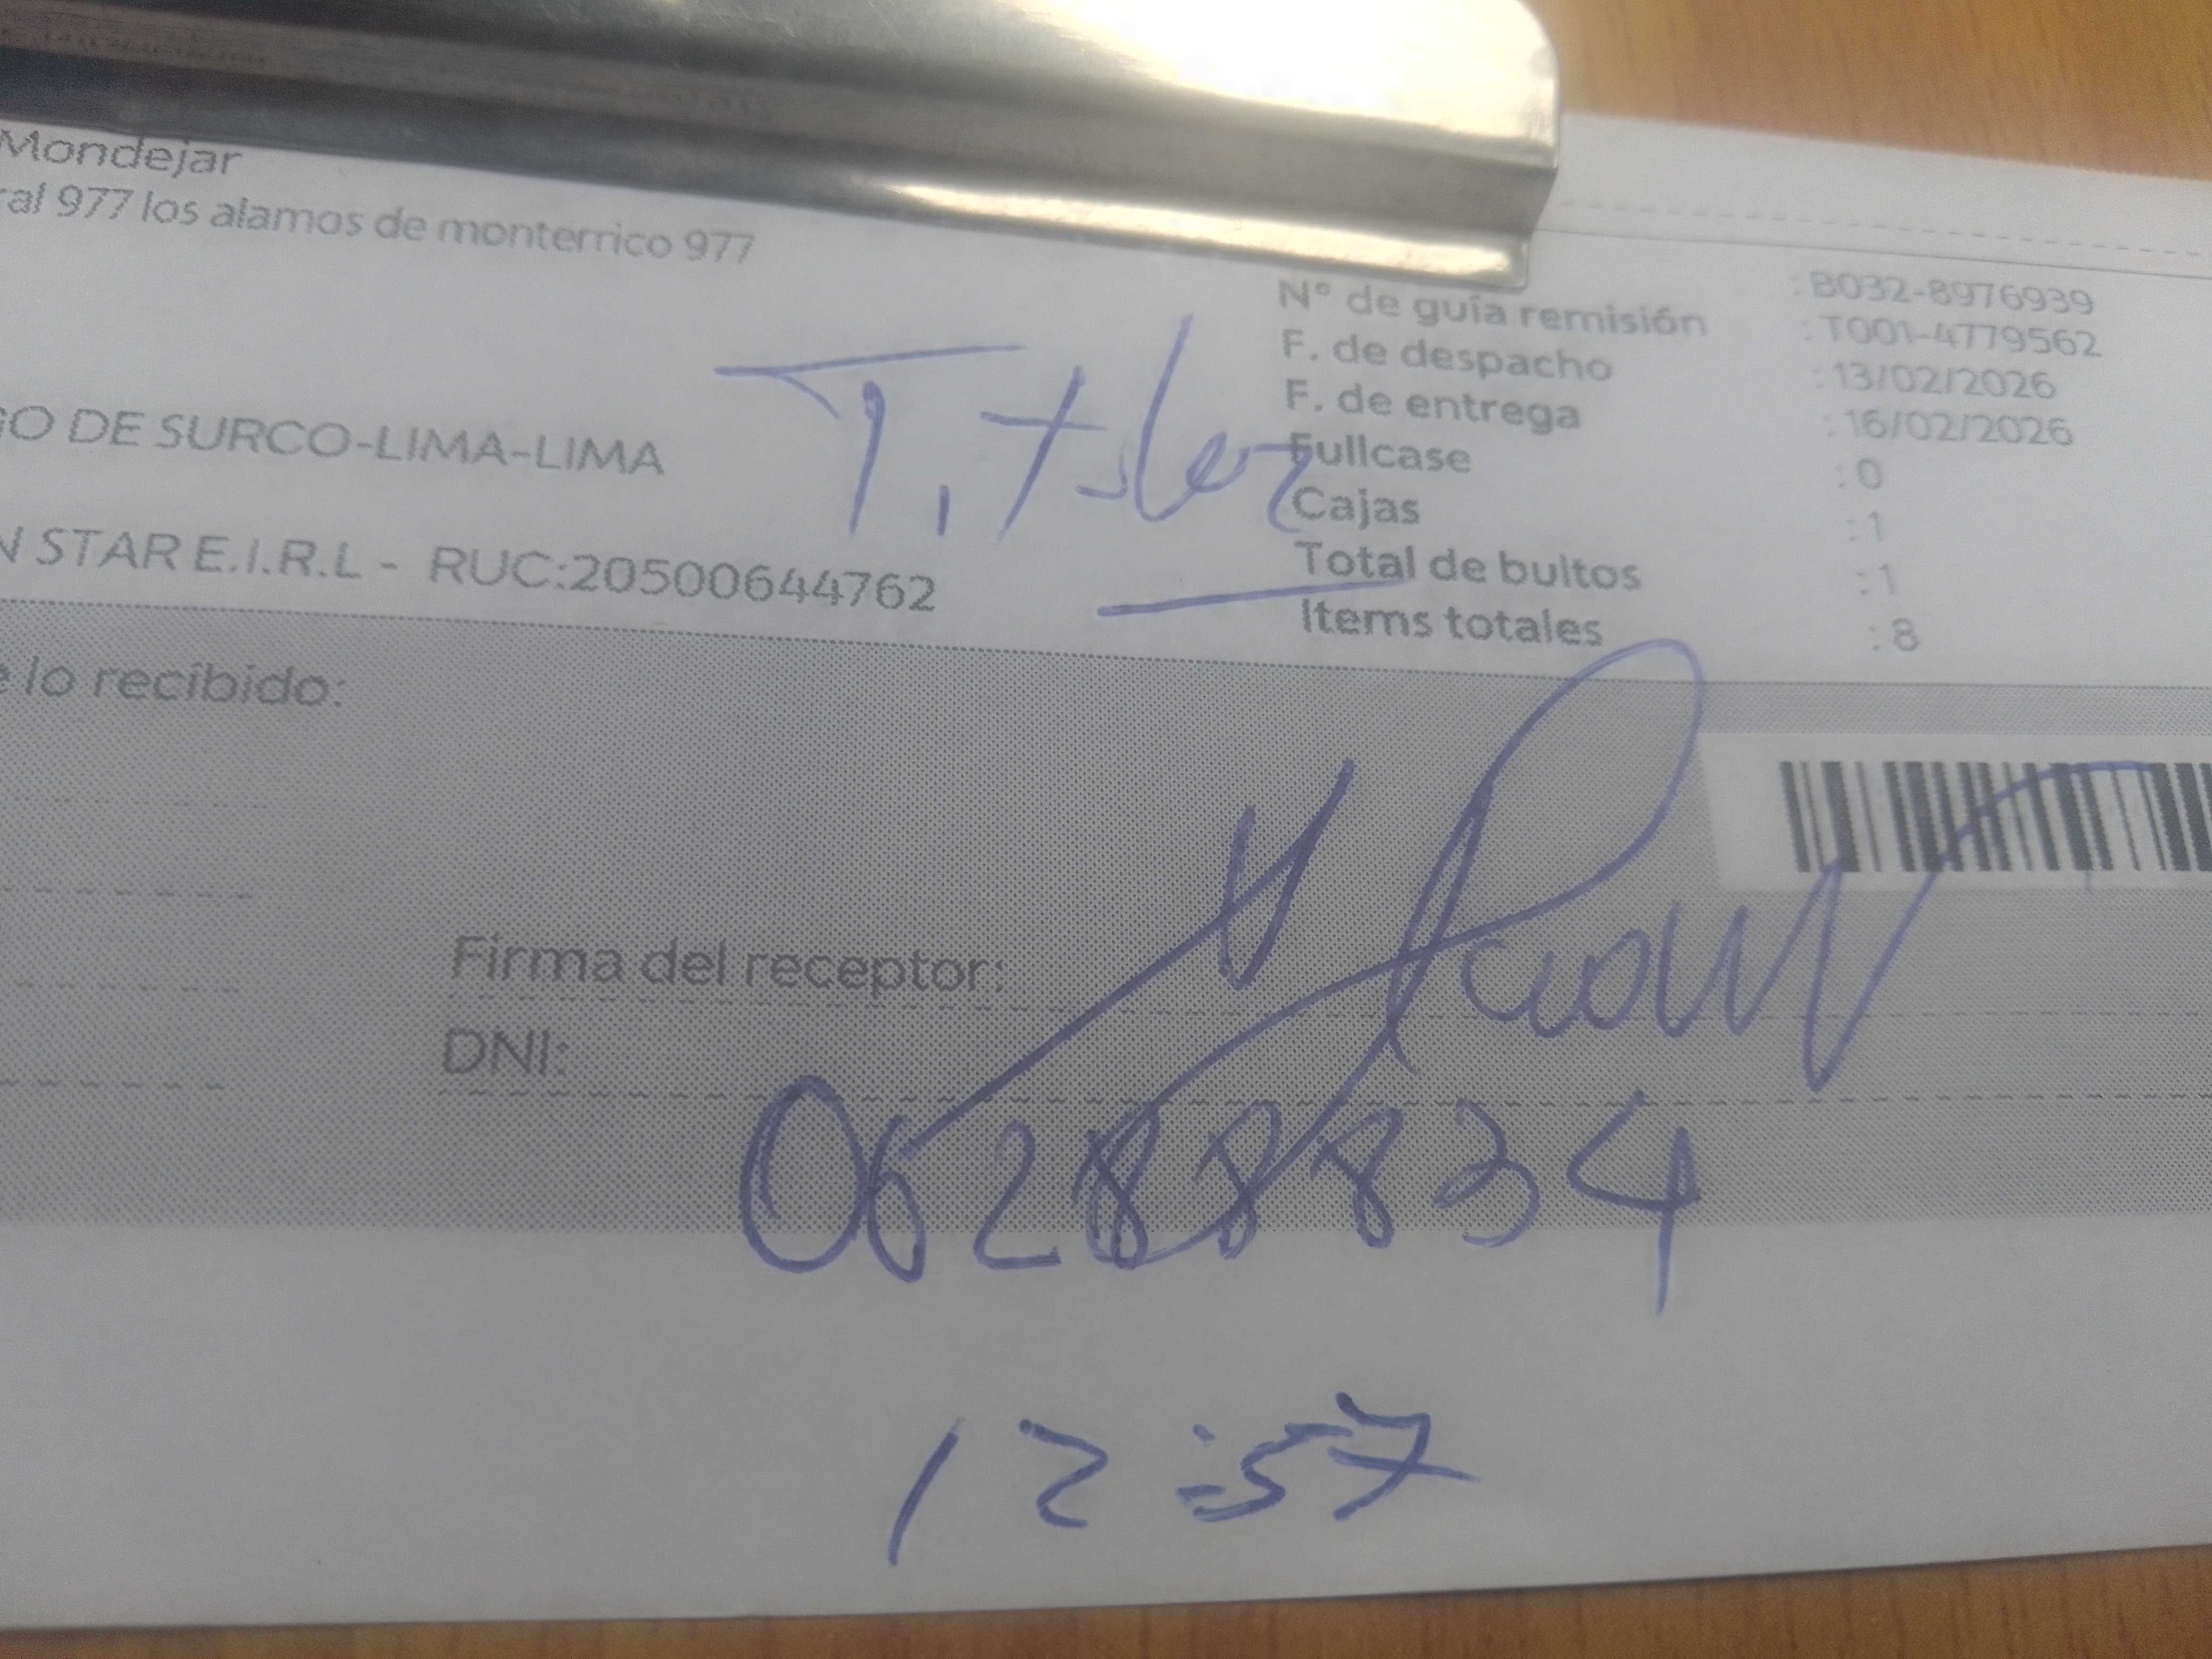 Mondejar
ral 977 los alamos de monterrico 977
GO DE SURCO-LIMA-LIMA
N STAR E.I.R.L - RUC:20500644762
: B032-8976939
N° de guía remisión : T001-4779562
F. de despacho : 13/02/2026
F. de entrega : 16/02/2026
Fullcase : 0
Cajas : 1
Total de bultos : 1
Items totales : 8
Titular
e lo recibido:
Firma del receptor:
DNI:
06288834
12:57